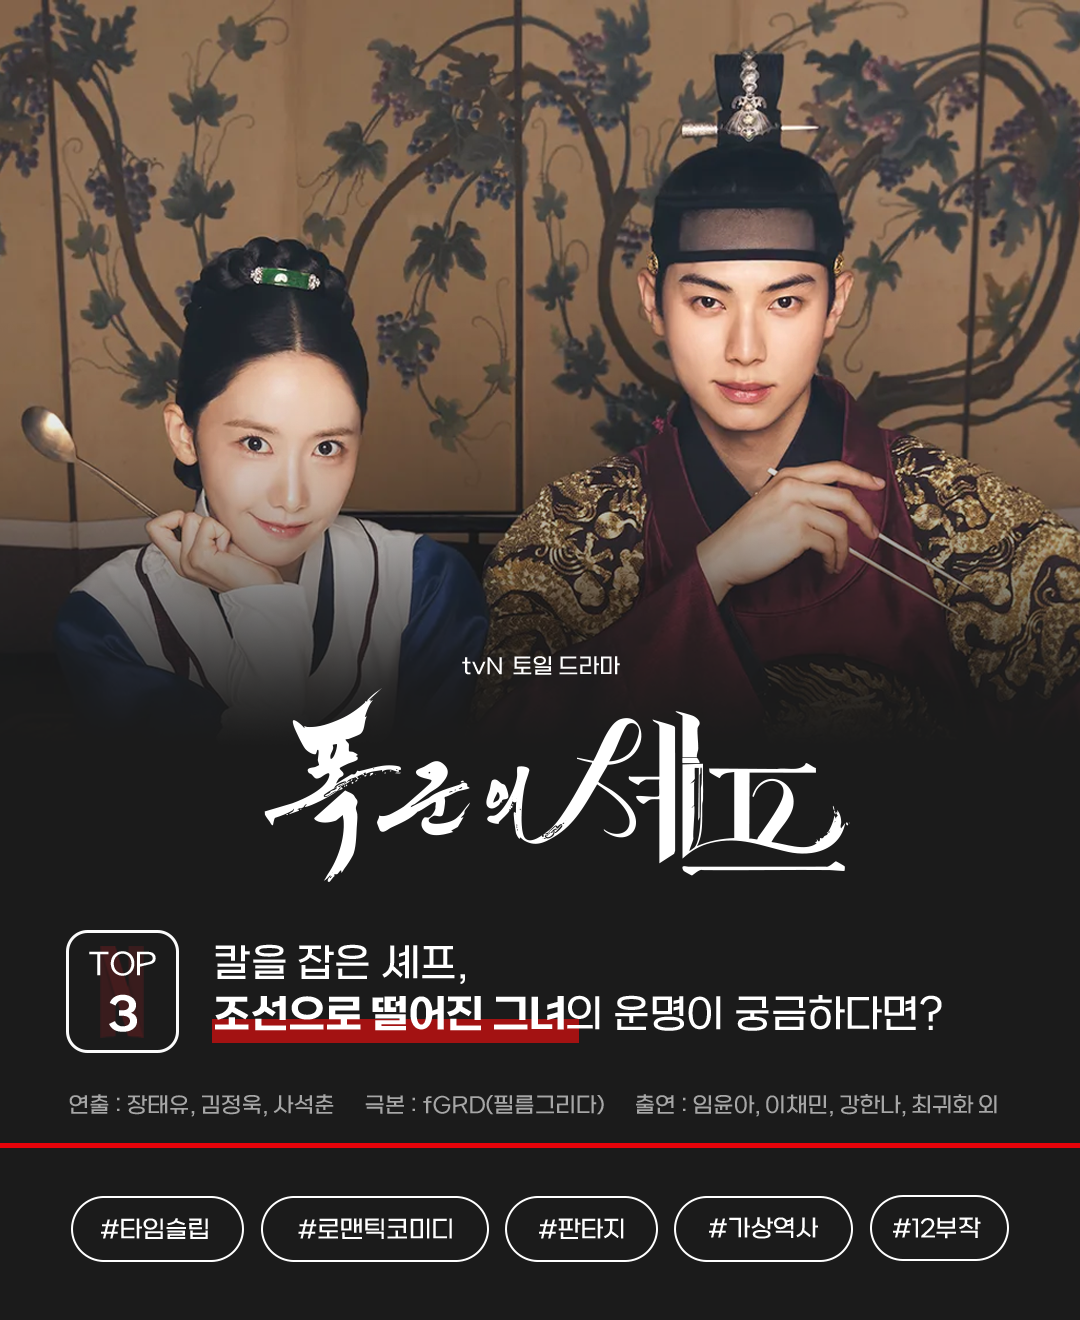 tvN 토일 드라마
폭군의 셰프
TOP
3
칼을 잡은 셰프,
조선으로 떨어진 그녀의 운명이 궁금하다면?
연출 : 장태유, 김정욱, 사석춘 극본 : fGRD(필름그리다) 출연 : 임윤아, 이채민, 강한나, 최귀화 외
#타임슬립 #로맨틱코미디 #판타지 #가상역사 #12부작